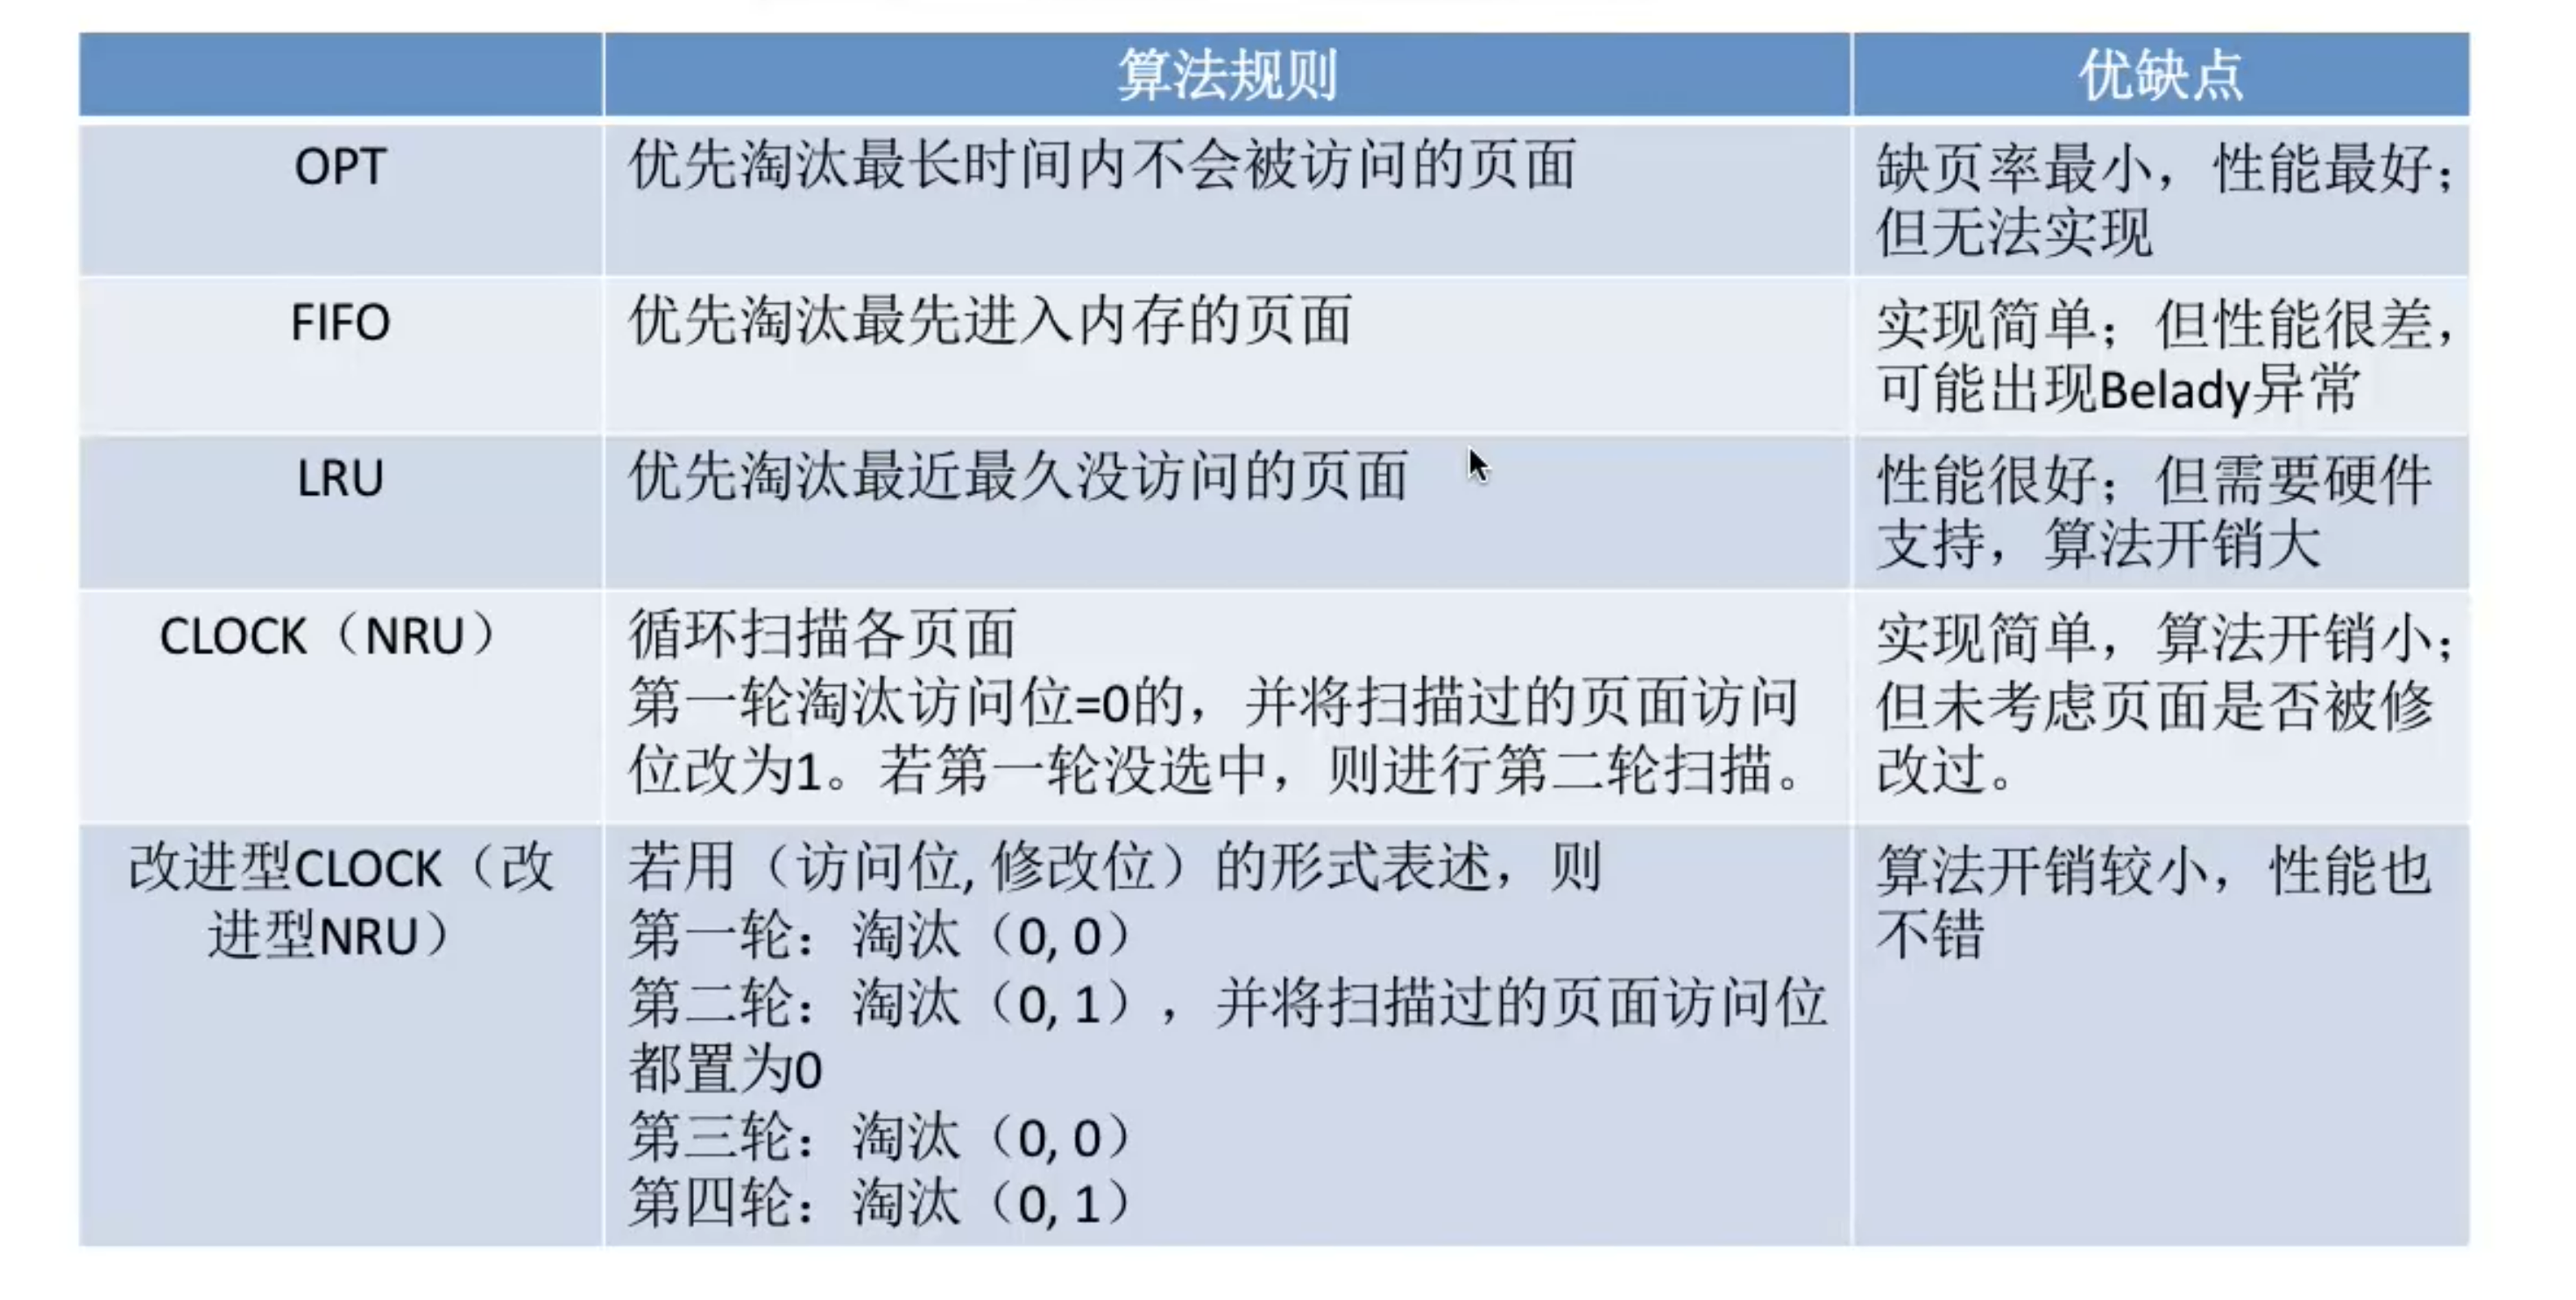 算法规则
优缺点
OPT
优先淘汰最长时间内不会被访问的页面
缺页率最小，性能最好；
但无法实现
FIFO
优先淘汰最先进入内存的页面
实现简单；但性能很差，
可能出现Belady异常
LRU
优先淘汰最近最久没访问的页面
性能很好；但需要硬件
支持，算法开销大
CLOCK（NRU）
循环扫描各页面
第一轮淘汰访问位=0的，并将扫描过的页面访问
位改为1。若第一轮没选中，则进行第二轮扫描。
实现简单，算法开销小；
但未考虑页面是否被修
改过。
改进型CLOCK（改
进型NRU）
若用（访问位, 修改位）的形式表述，则
第一轮：淘汰（0, 0）
第二轮：淘汰（0, 1），并将扫描过的页面访问位
都置为0
第三轮：淘汰（0, 0）
第四轮：淘汰（0, 1）
算法开销较小，性能也
不错